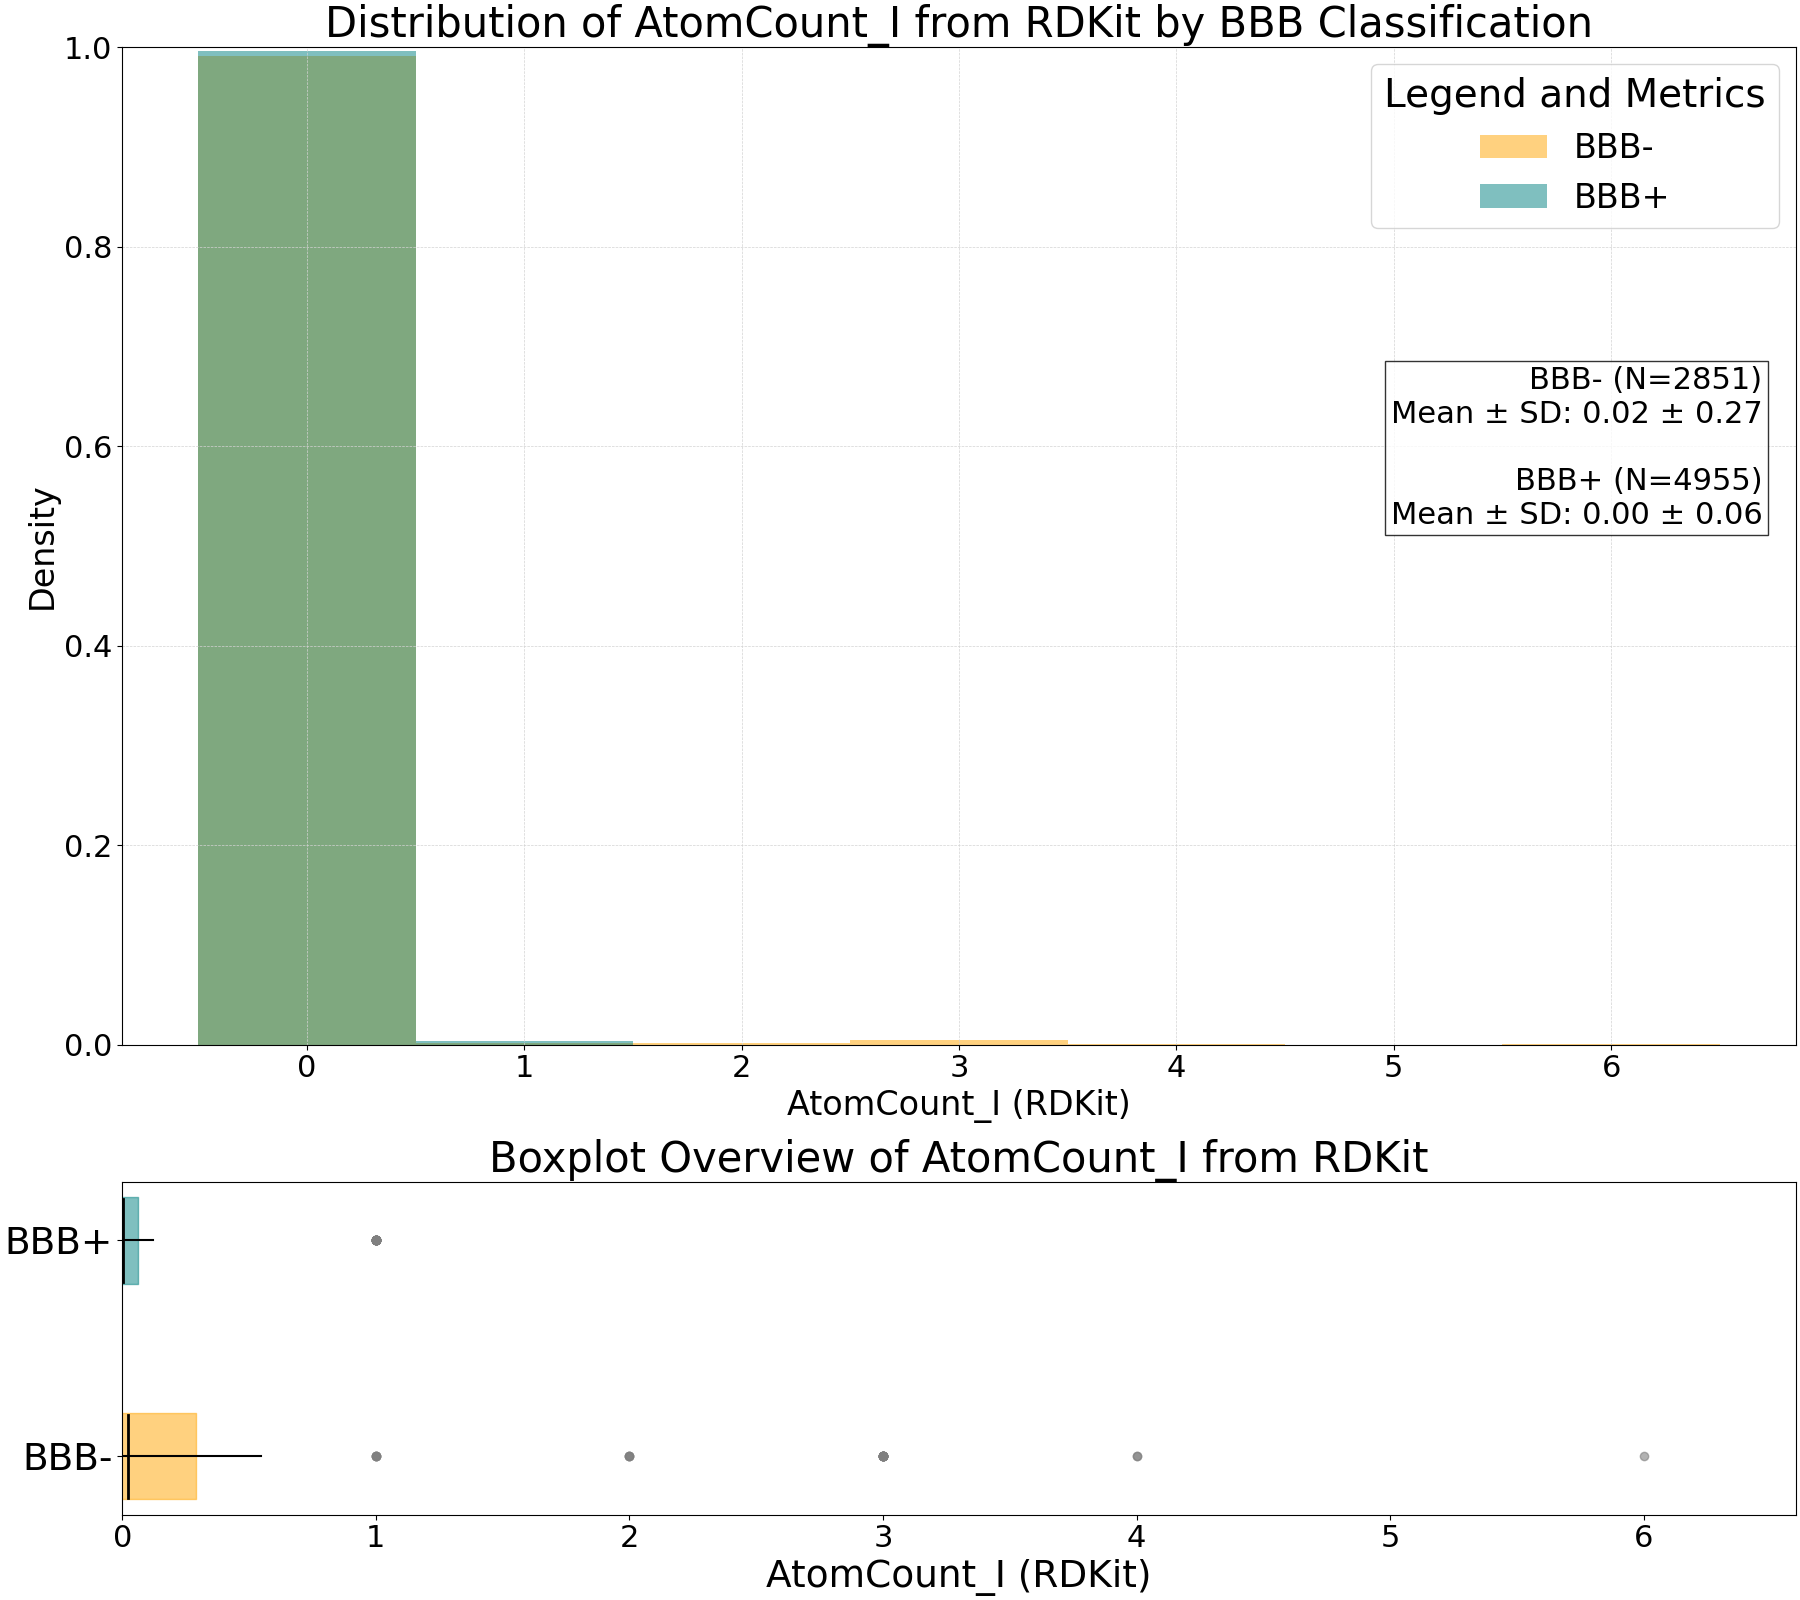 Distribution of AtomCount_I from RDKit by BBB Classification
1.0
0.8
0.6
0.4
0.2
0.0
Density
Legend and Metrics
BBB-
BBB+
BBB- (N=2851)
Mean ± SD: 0.02 ± 0.27
BBB+ (N=4955)
Mean ± SD: 0.00 ± 0.06
0 1 2 3 4 5 6
AtomCount_I (RDKit)
Boxplot Overview of AtomCount_I from RDKit
BBB+
BBB-
0 1 2 3 4 5 6
AtomCount_I (RDKit)